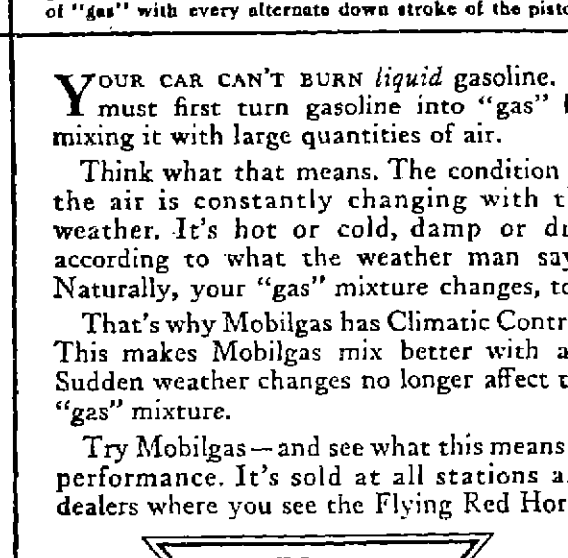 of "gas" with every alternate down stroke of the
YOUR CAR CAN'T BURN liquid gasoline.
must first turn gasoline into "gas"
mixing it with large quantities of air.
Think what that means. The condition
the air is constantly changing with
weather. It's hot or cold, damp or
according to what the weather man
Naturally, your "gas" mixture changes,
That's why Mobilgas has Climatic
This makes Mobilgas mix better with
Sudden weather changes no longer affect
"gas" mixture.
Try Mobilgas—and see what this means
performance. It's sold at all stations
dealers where you see the Flying Red